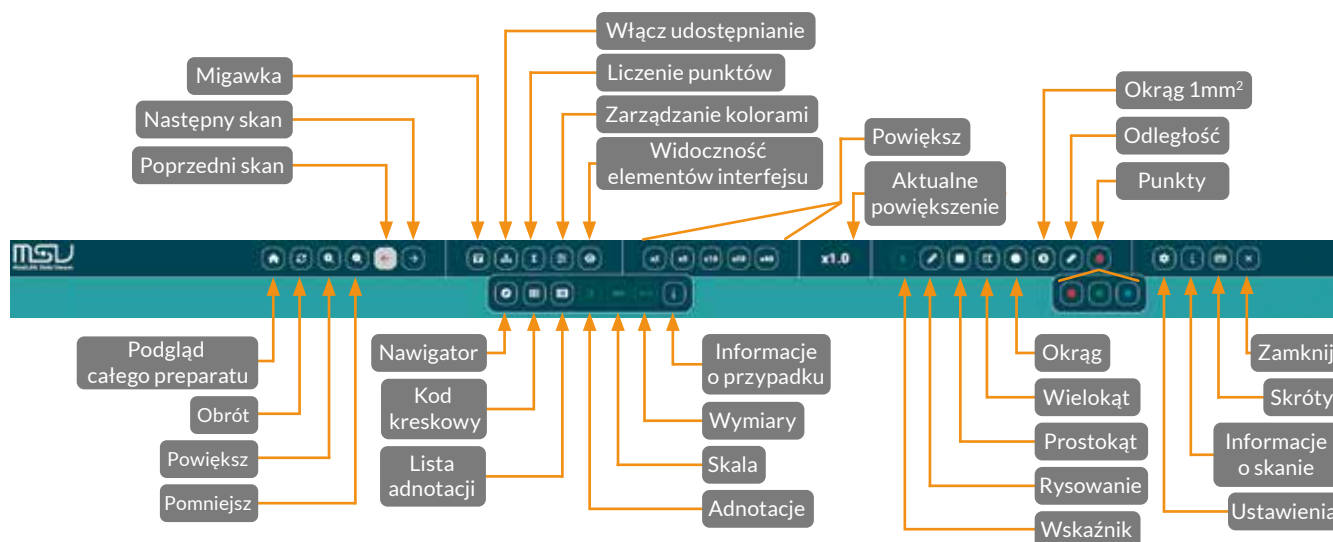 Włącz udostępnianie
Migawka
Liczenie punktów
Okrąg 1mm²
Następny skan
Zarządzanie kolorami
Powiększ
Odległość
Poprzedni skan
Widoczność
elementów interfejsu
Aktualne
powiększenie
Punkty
MSV
x1.0
Podgląd
całego preparatu
Nawigator
Informacje
o przypadku
Okrąg
Zamknij
Obrót
Kod
kreskowy
Wymiary
Wielokąt
Skróty
Powiększ
Lista
adnotacji
Skala
Prostokąt
Informacje
o skanie
Pomniejsz
Adnotacje
Rysowanie
Ustawienia
Wskaźnik